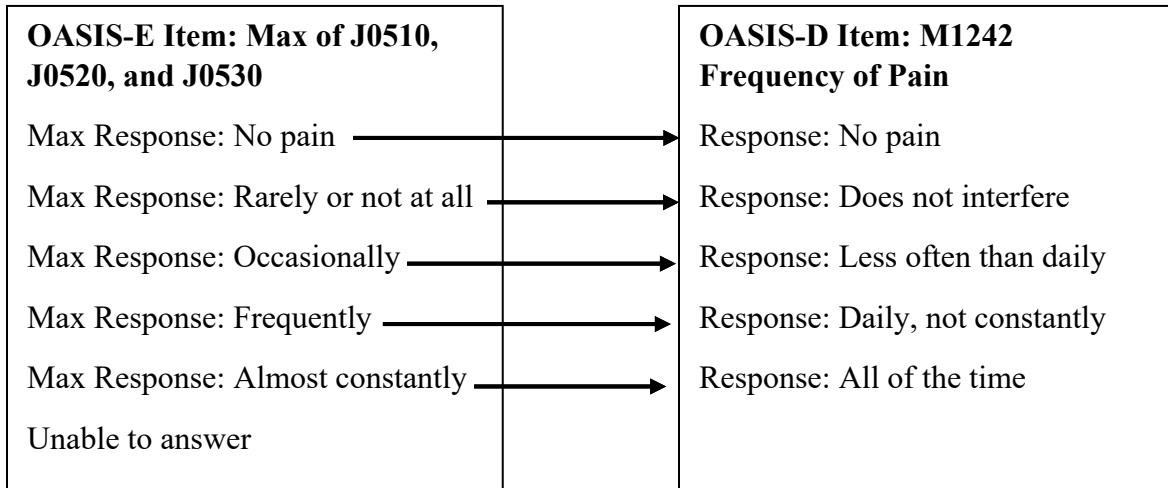 OASIS-E Item: Max of J0510,
J0520, and J0530
Max Response: No pain
Max Response: Rarely or not at all
Max Response: Occasionally
Max Response: Frequently
Max Response: Almost constantly
Unable to answer
OASIS-D Item: M1242
Frequency of Pain
Response: No pain
Response: Does not interfere
Response: Less often than daily
Response: Daily, not constantly
Response: All of the time